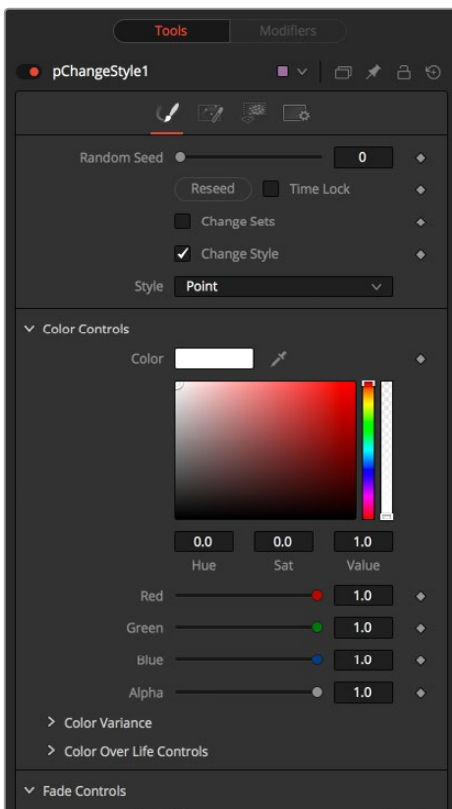 Tools Modifiers
pChangeStyle1
Random Seed 0
Reseed Time Lock
Change Sets
Change Style
Style Point
Color Controls
Color
0.0 0.0 1.0
Hue Sat Value
Red 1.0
Green 1.0
Blue 1.0
Alpha 1.0
Color Variance
Color Over Life Controls
Fade Controls